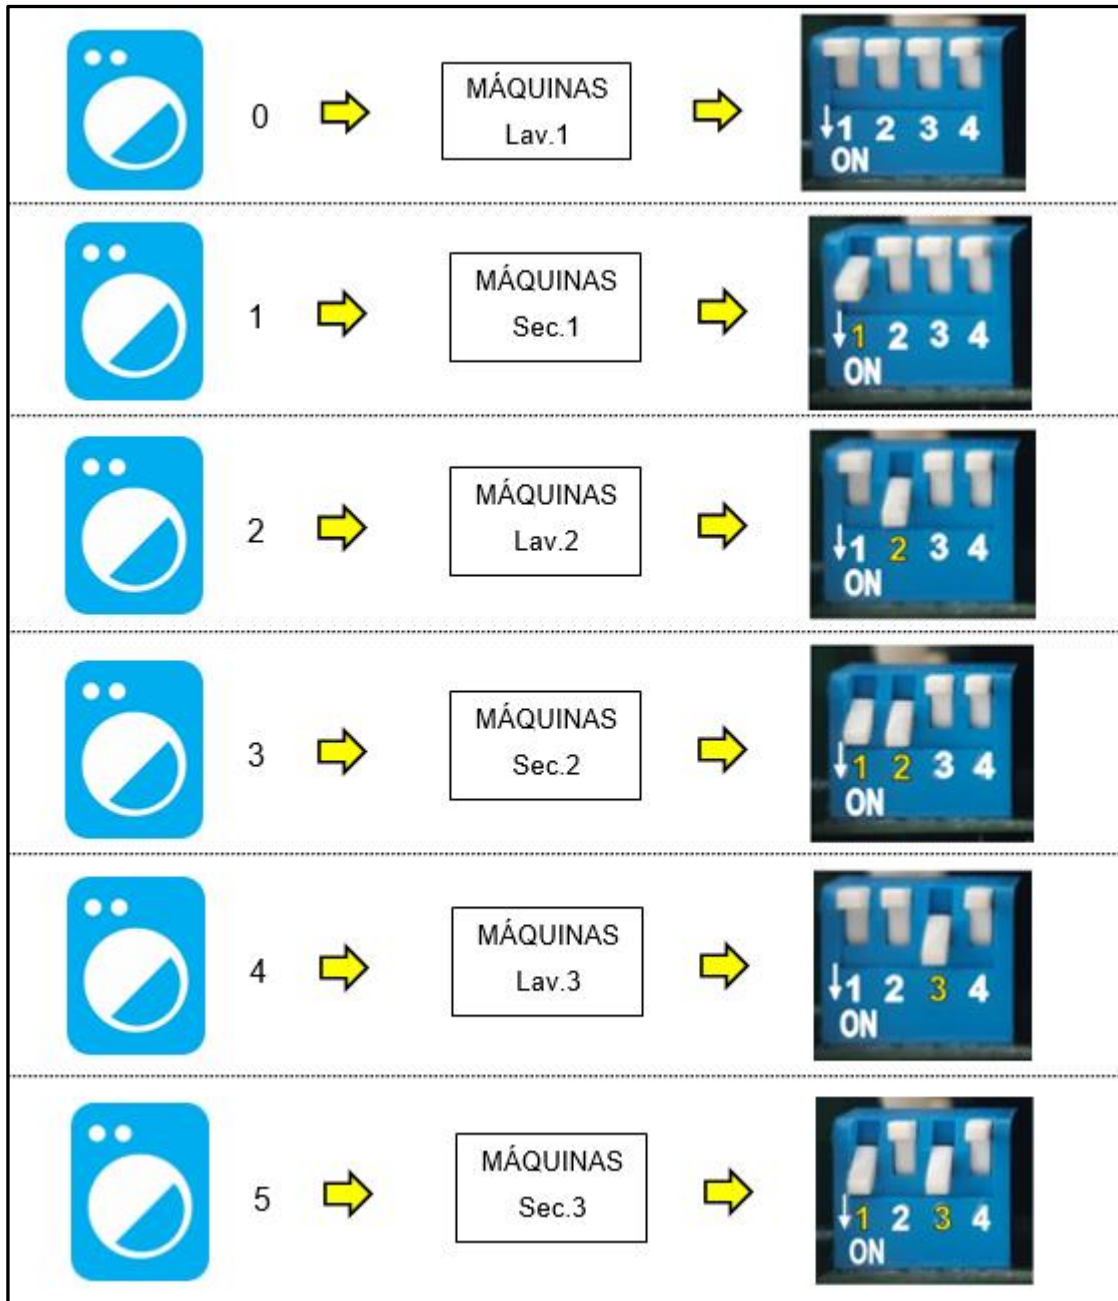 0
MÁQUINAS
Lav.1
1 2 3 4
ON
1
MÁQUINAS
Sec.1
1 2 3 4
ON
2
MÁQUINAS
Lav.2
1 2 3 4
ON
3
MÁQUINAS
Sec.2
1 2 3 4
ON
4
MÁQUINAS
Lav.3
1 2 3 4
ON
5
MÁQUINAS
Sec.3
1 2 3 4
ON